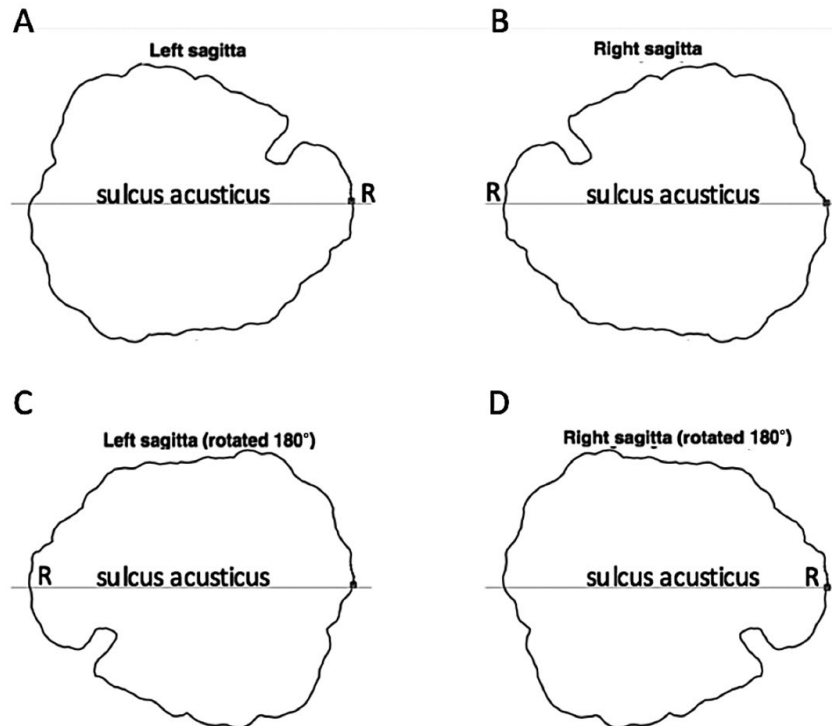 A
Left sagitta
sulcus acusticus
R
B
Right sagitta
R
sulcus acusticus
C
Left sagitta (rotated 180°)
R
sulcus acusticus
D
Right sagitta (rotated 180°)
sulcus acusticus
R